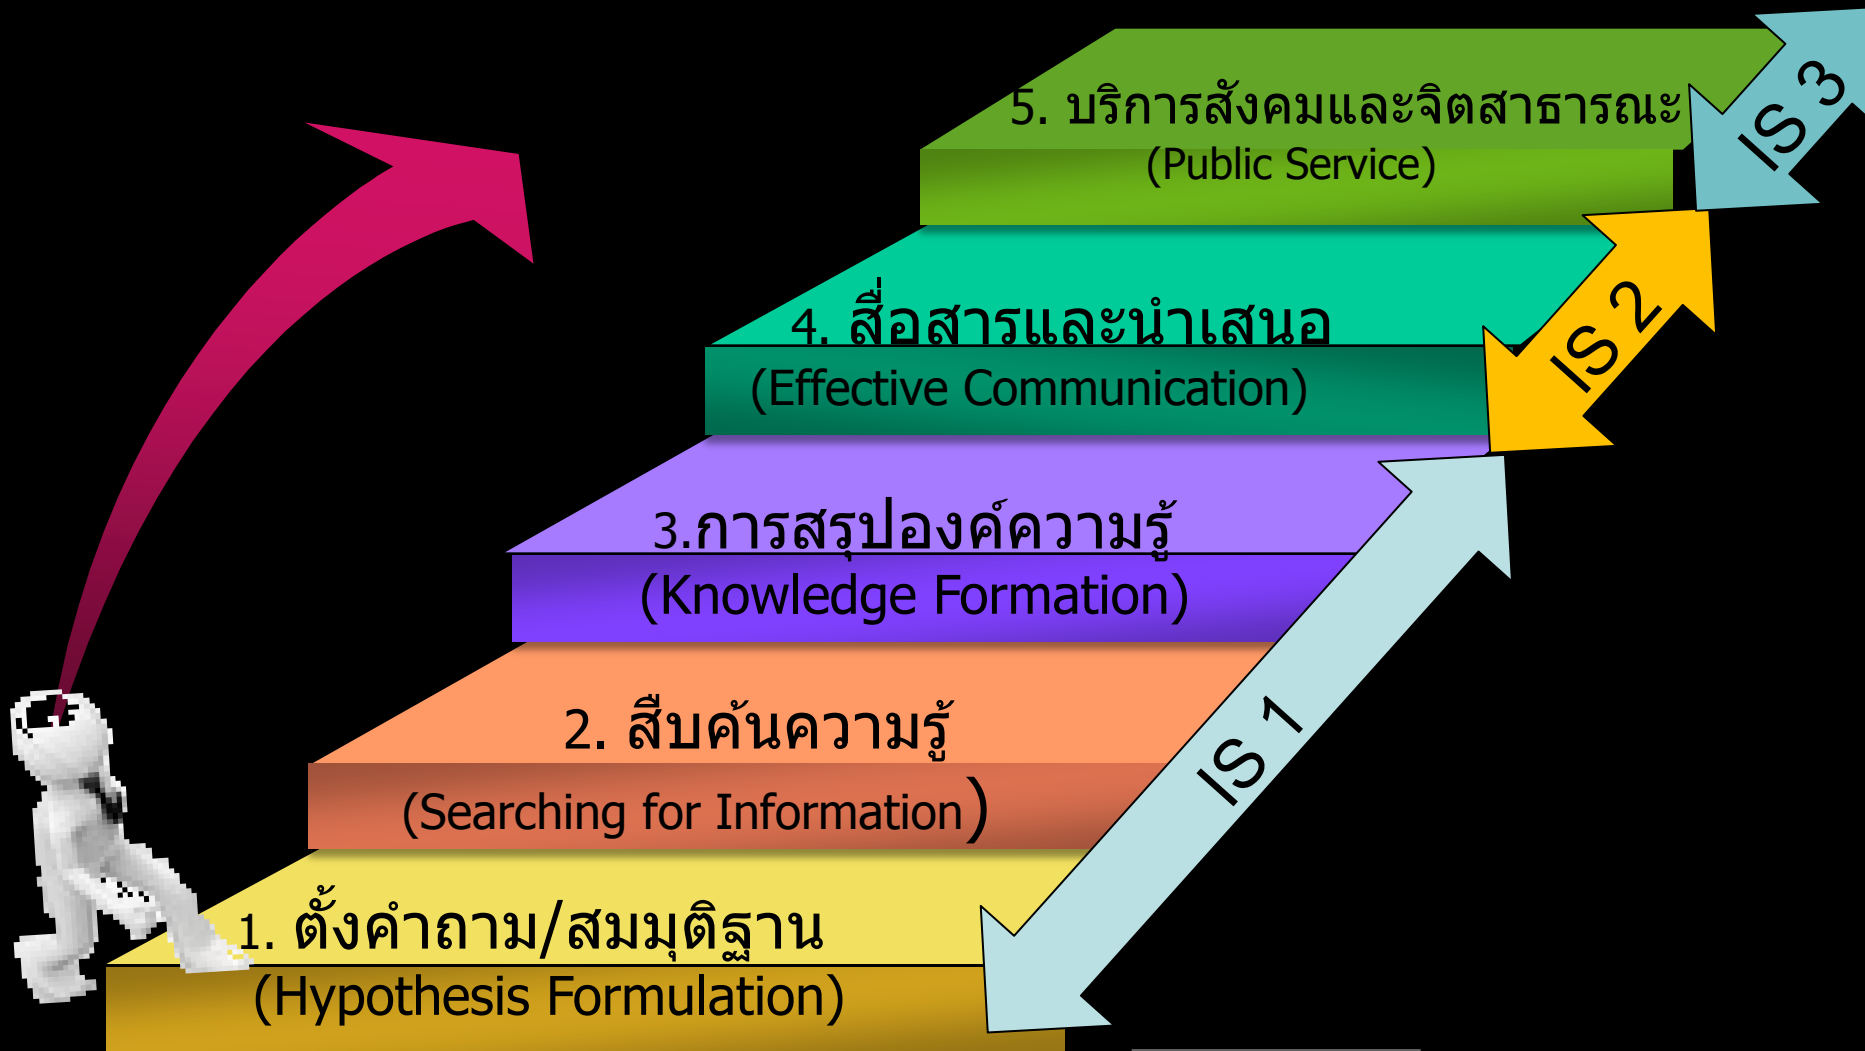 5. บริการสังคมและจิตสาธารณะ
(Public Service)
IS 3
4. สื่อสารและนำเสนอ
(Effective Communication)
IS 2
3.การสรุปองค์ความรู้
(Knowledge Formation)
2. สืบค้นความรู้
(Searching for Information)
IS 1
1. ตั้งคำถาม/สมมุติฐาน
(Hypothesis Formulation)